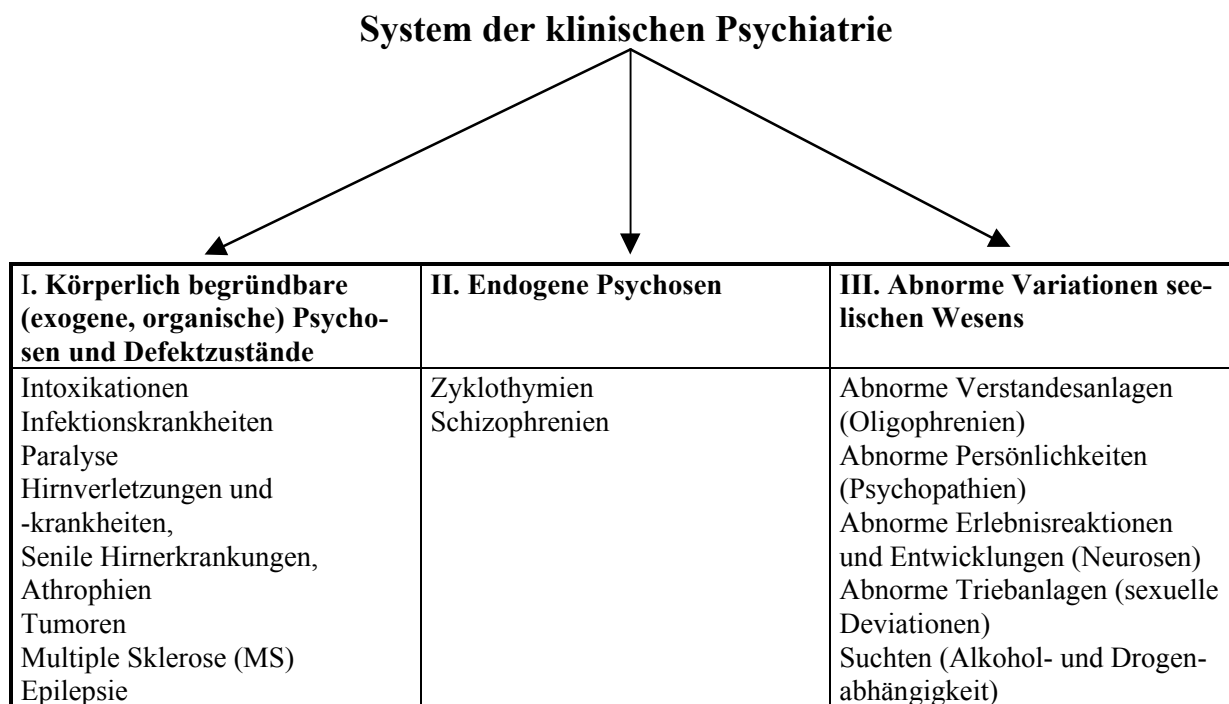 System der klinischen Psychiatrie
I. Körperlich begründbare
(exogene, organische) Psycho-
sen und Defektzustände
II. Endogene Psychosen
III. Abnorme Variationen see-
lischen Wesens
Intoxikationen
Infektionskrankheiten
Paralyse
Hirnverletzungen und
-krankheiten,
Senile Hirnerkrankungen,
Athrophien
Tumoren
Multiple Sklerose (MS)
Epilepsie
Zyklothymien
Schizophrenien
Abnorme Verstandesanlagen
(Oligophrenien)
Abnorme Persönlichkeiten
(Psychopathien)
Abnorme Erlebnisreaktionen
und Entwicklungen (Neurosen)
Abnorme Triebanlagen (sexuelle
Deviationen)
Suchten (Alkohol- und Drogen-
abhängigkeit)